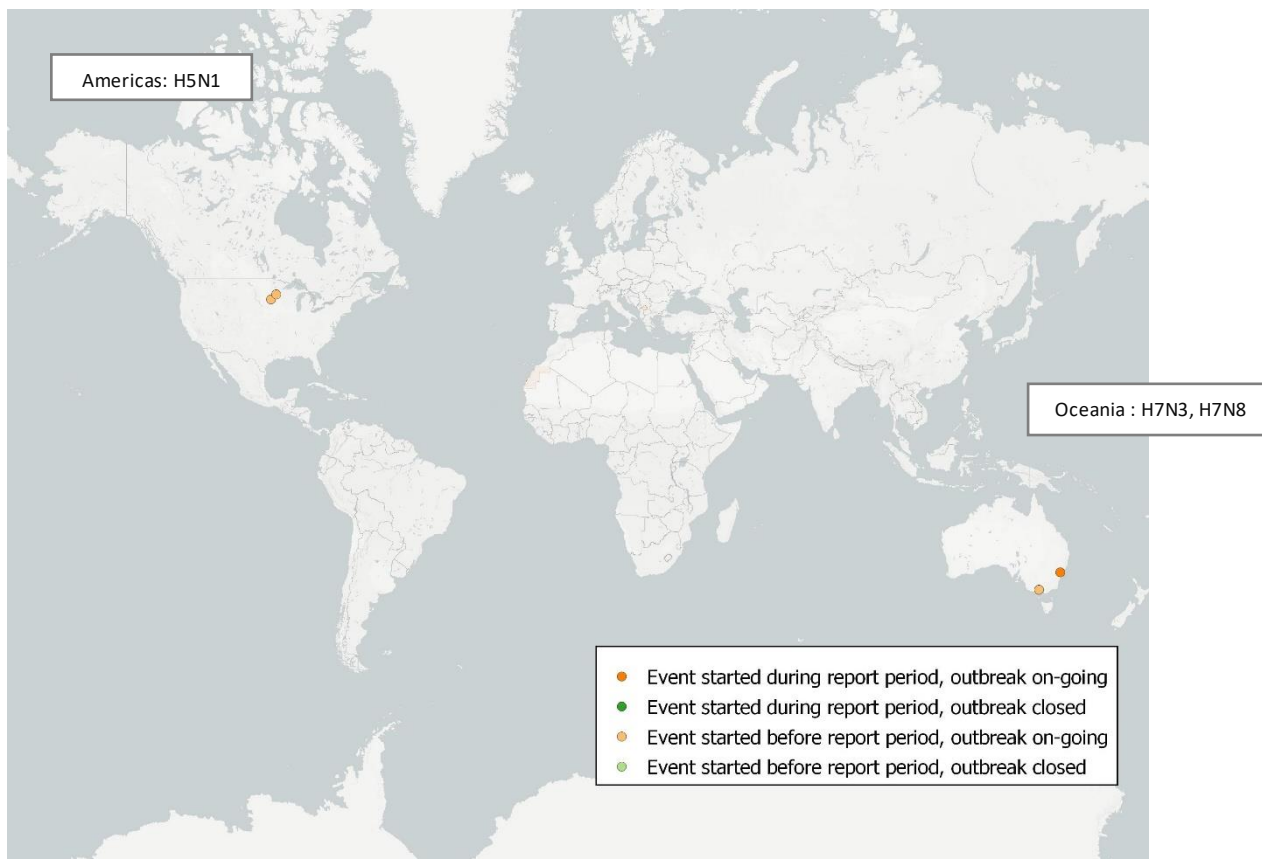 Americas: H5N1
Oceania : H7N3, H7N8
Event started during report period, outbreak on-going
Event started during report period, outbreak closed
Event started before report period, outbreak on-going
Event started before report period, outbreak closed